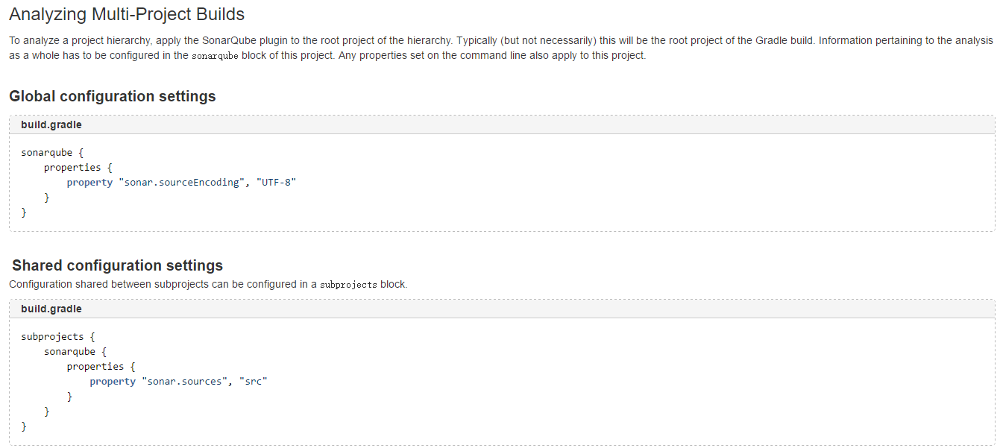 Analyzing Multi-Project Builds
To analyze a project hierarchy, apply the SonarQube plugin to the root project of the hierarchy. Typically (but not necessarily) this will be the root project of the Gradle build. Information pertaining to the analysis
as a whole has to be configured in the sonarqube block of this project. Any properties set on the command line also apply to this project.
Global configuration settings
build.gradle
sonarqube {
    properties {
        property "sonar.sourceEncoding", "UTF-8"
    }
}
Shared configuration settings
Configuration shared between subprojects can be configured in a subprojects block.
build.gradle
subprojects {
    sonarqube {
        properties {
            property "sonar.sources", "src"
        }
    }
}